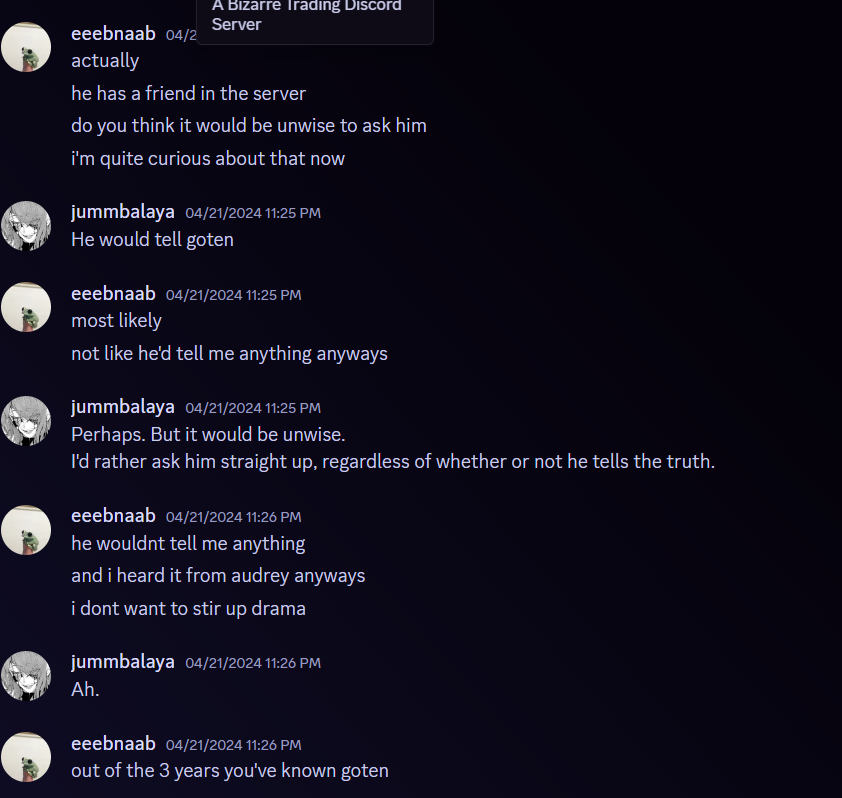 A Bizarre Trading Discord
Server
eeebnaab 04/2
actually
he has a friend in the server
do you think it would be unwise to ask him
i'm quite curious about that now
jummbalaya 04/21/2024 11:25 PM
He would tell goten
eeebnaab 04/21/2024 11:25 PM
most likely
not like he'd tell me anything anyways
jummbalaya 04/21/2024 11:25 PM
Perhaps. But it would be unwise.
I'd rather ask him straight up, regardless of whether or not he tells the truth.
eeebnaab 04/21/2024 11:26 PM
he wouldnt tell me anything
and i heard it from audrey anyways
i dont want to stir up drama
jummbalaya 04/21/2024 11:26 PM
Ah.
eeebnaab 04/21/2024 11:26 PM
out of the 3 years you've known goten